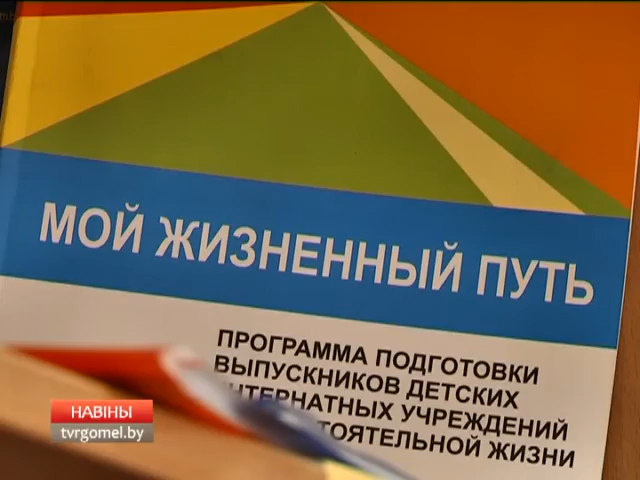 МОЙ ЖИЗНЕННЫЙ ПУТЬ
ПРОГРАММА ПОДГОТОВКИ
ВЫПУСКНИКОВ ДЕТСКИХ
УЧРЕЖДЕНИЙ
ЖИЗНИ
НАВІНЫ
tvrgomel.by